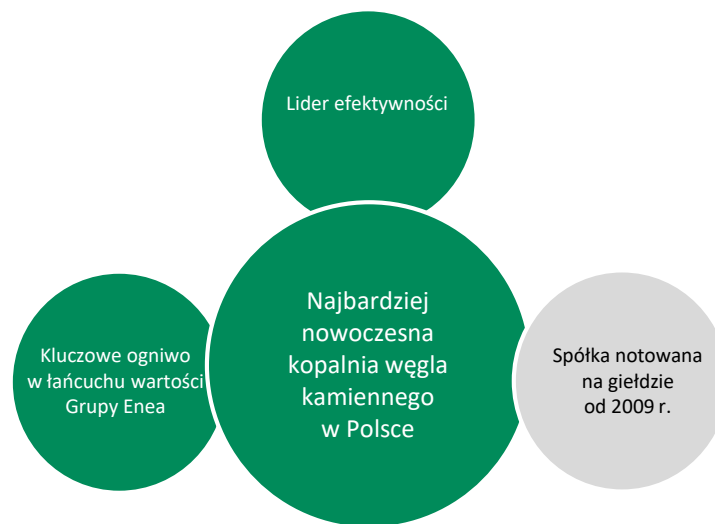 Lider efektywności
Najbardziej
nowoczesna
kopalnia węgla
kamiennego
w Polsce
Kluczowe ogniwo
w łańcuchu wartości
Grupy Enea
Spółka notowana
na giełdzie
od 2009 r.